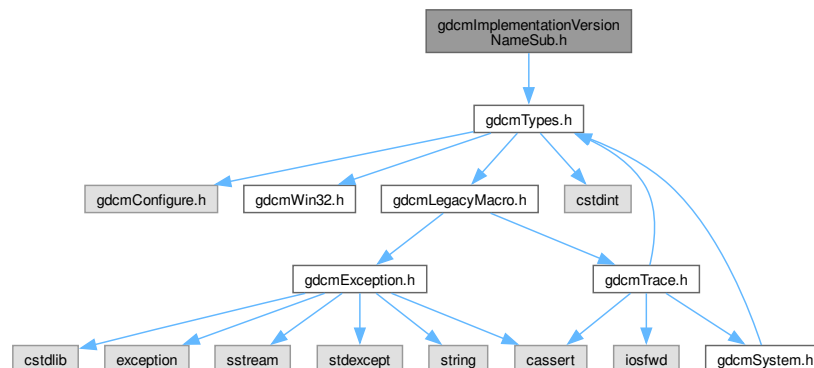 gdcmImplementationVersion
NameSub.h
gdcmTypes.h
gdcmConfigure.h
gdcmWin32.h
gdcmLegacyMacro.h
cstdint
gdcmException.h
gdcmTrace.h
cstdlib
exception
sstream
stdexcept
string
cassert
iosfwd
gdcmSystem.h